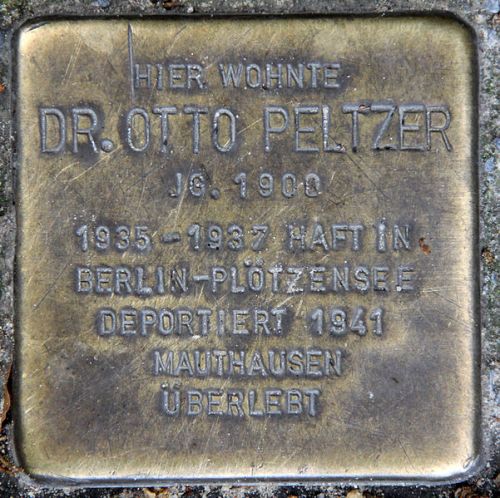 HIER WOHNTE
DR. OTTO PELTZER
JG. 1900
1935 - 1937 HAFT IN
BERLIN-PLÖTZENSEE
DEPORTIERT 1941
MAUTHAUSEN
ÜBERLEBT